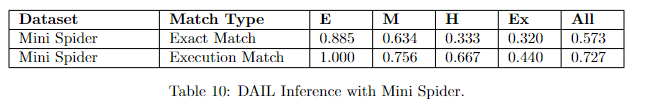 Dataset Match Type E M H Ex All
Mini Spider Exact Match 0.885 0.634 0.333 0.320 0.573
Mini Spider Execution Match 1.000 0.756 0.667 0.440 0.727
Table 10: DAIL Inference with Mini Spider.